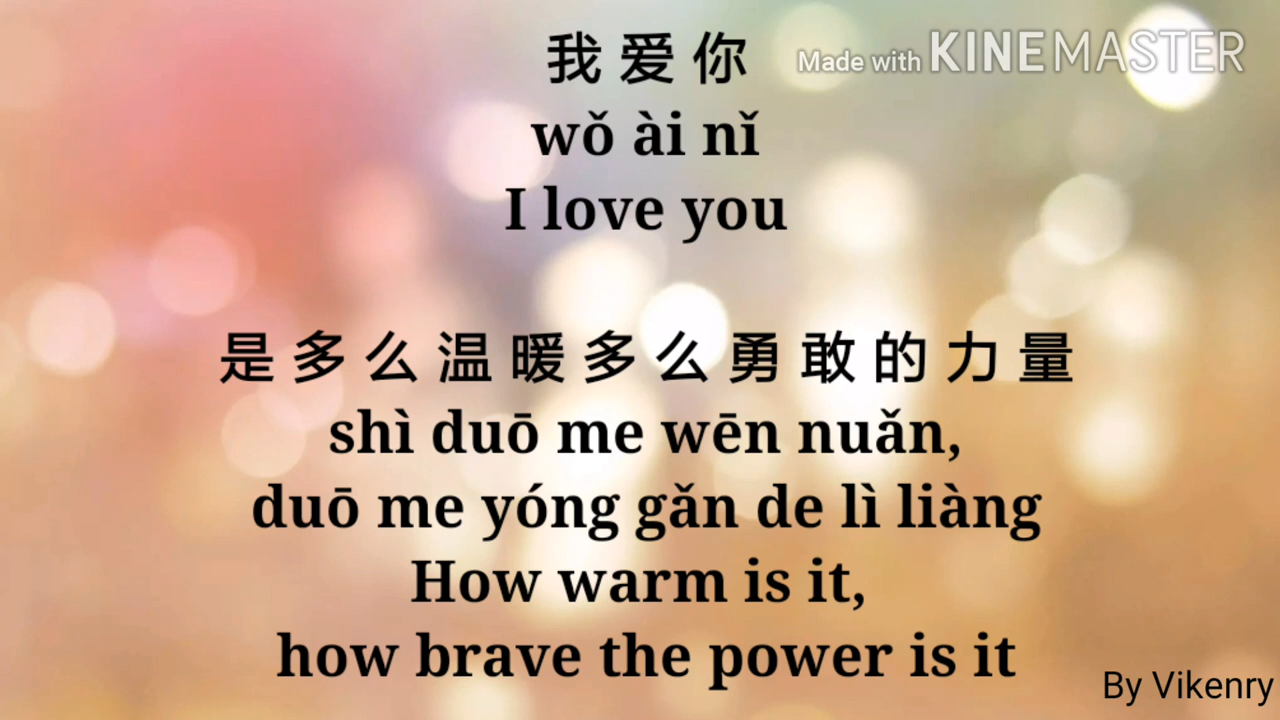 我爱你
Made with KINEMASTER
wǒ ài nǐ
I love you
是多么温暖多么勇敢的力量
shì duō me wēn nuǎn,
duō me yóng gǎn de lì liàng
How warm is it,
how brave the power is it
By Vikenry